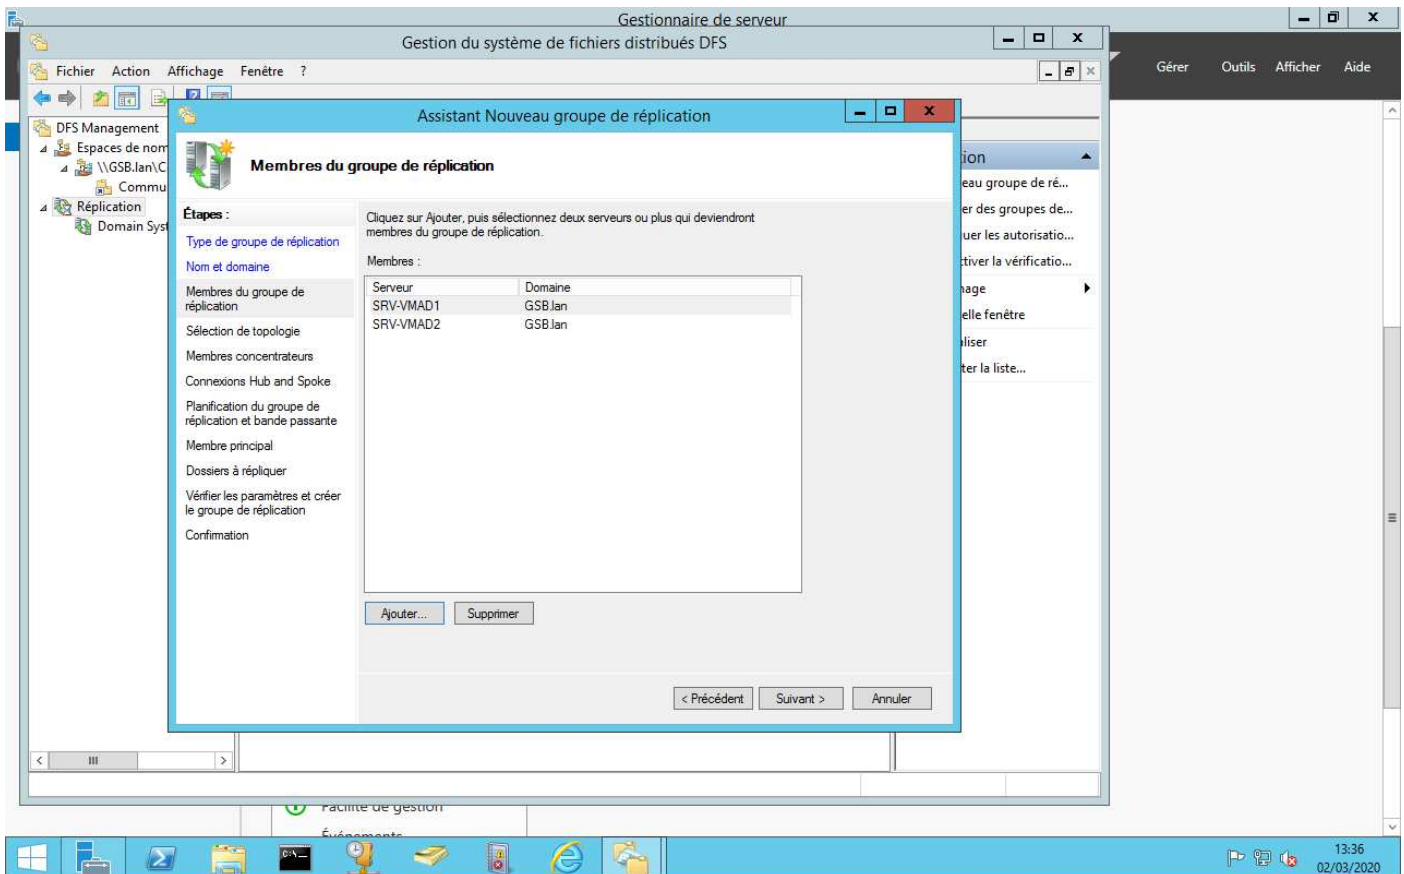 Gestionnaire de serveur
Gestion du système de fichiers distribués DFS
Gérer Outils Afficher Aide
Fichier Action Affichage Fenêtre ?
DFS Management
Espaces de nom
\\GSB.lan\C
Commu
Réplication
Domain Syst
Assistant Nouveau groupe de réplication
Membres du groupe de réplication
Étapes :
Type de groupe de réplication
Nom et domaine
Membres du groupe de
réplication
Sélection de topologie
Membres concentrateurs
Connexions Hub and Spoke
Planification du groupe de
réplication et bande passante
Membre principal
Dossiers à répliquer
Vérifier les paramètres et créer
le groupe de réplication
Confirmation
Cliquez sur Ajouter, puis sélectionnez deux serveurs ou plus qui deviendront
membres du groupe de réplication.
Membres :
Serveur Domaine
SRV-VMAD1 GSB.lan
SRV-VMAD2 GSB.lan
Ajouter... Supprimer
< Précédent Suivant > Annuler
ion
eau groupe de ré...
er des groupes de...
uer les autorisatio...
ctiver la vérificatio...
hage
elle fenêtre
aliser
ter la liste...
Facilité de gestion
Événements
13:36
02/03/2020